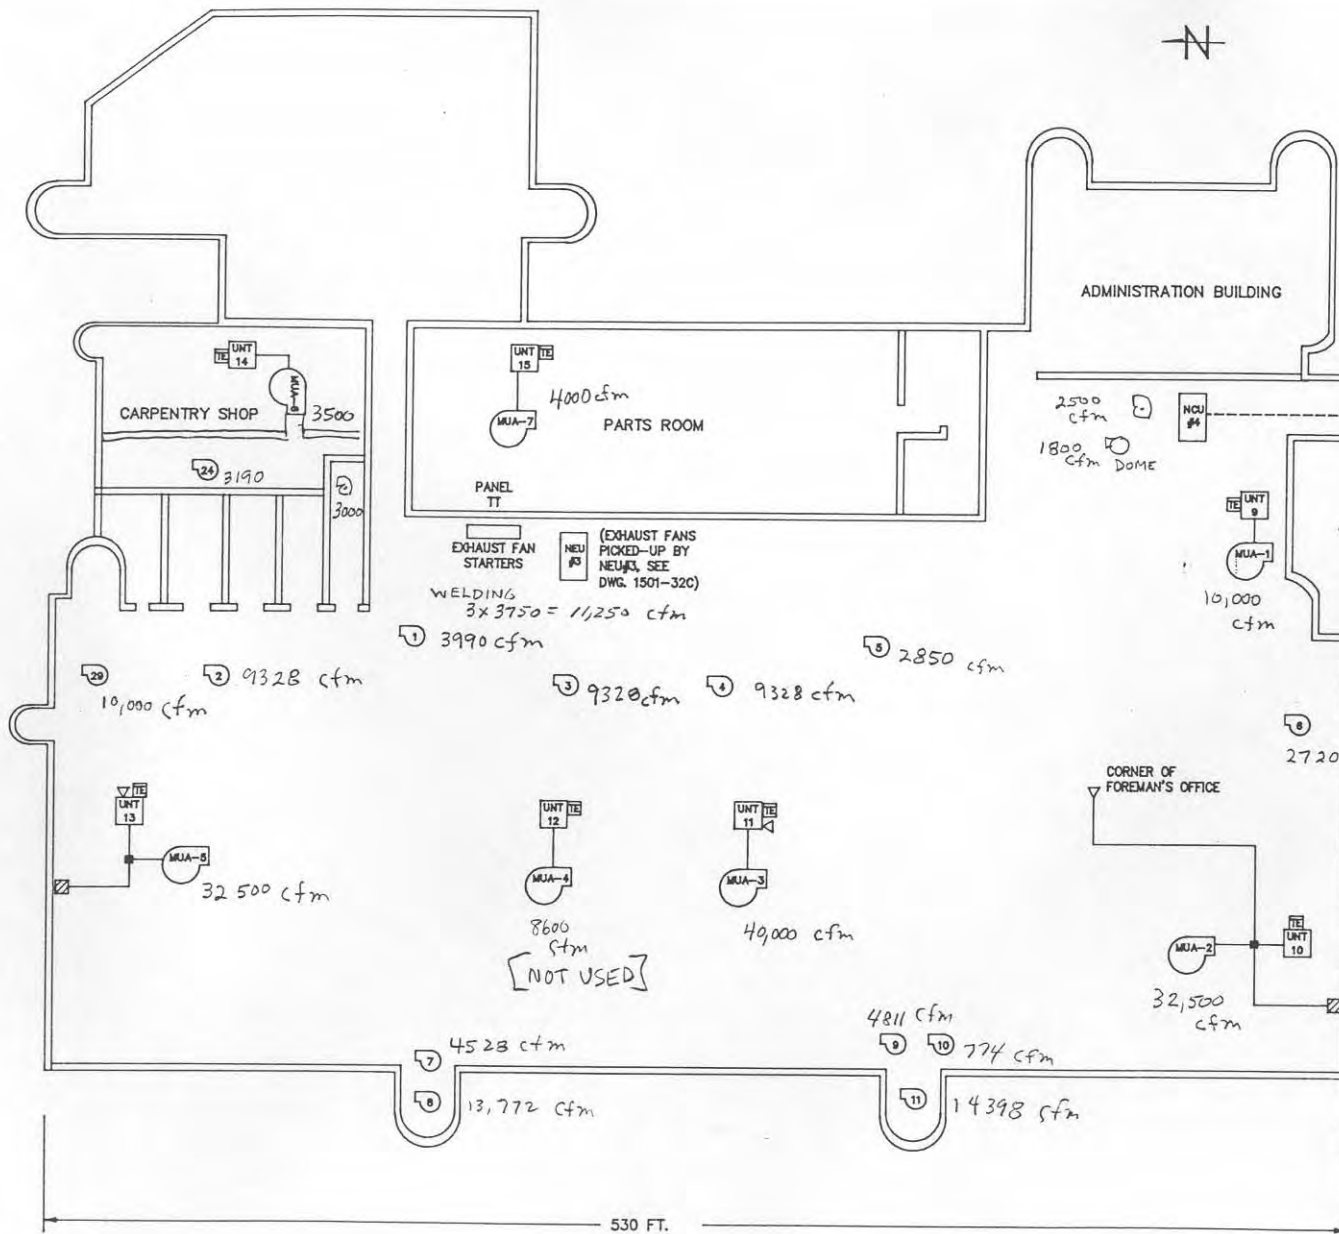 N
ADMINISTRATION BUILDING
UNT
14
TE
MUA-6
3500
CARPENTRY SHOP
24
3190
3000
UNT
15
TE
4000 cfm
MUA-7
PARTS ROOM
2500
cfm
NCU
#4
1800
cfm DOME
UNT
9
TE
MUA-1
10,000
cfm
PANEL
TT
EXHAUST FAN
STARTERS
NEU
#3
(EXHAUST FANS
PICKED-UP BY
NEU#3, SEE
DWG. 1501-32C)
WELDING
3 x 3750 = 11,250 cfm
1
3990 cfm
5
2850 cfm
29
10,000 cfm
2
9328 cfm
3
9328 cfm
4
9328 cfm
6
2720
CORNER OF
FOREMAN'S OFFICE
TE
UNT
13
MUA-5
32 500 cfm
UNT
12
TE
MUA-4
8600
cfm
[NOT USED]
UNT
11
TE
MUA-3
40,000 cfm
TE
UNT
10
MUA-2
32,500
cfm
7
4528 cfm
8
13,772 cfm
4811 cfm
9
10
774 cfm
11
14398 cfm
530 FT.